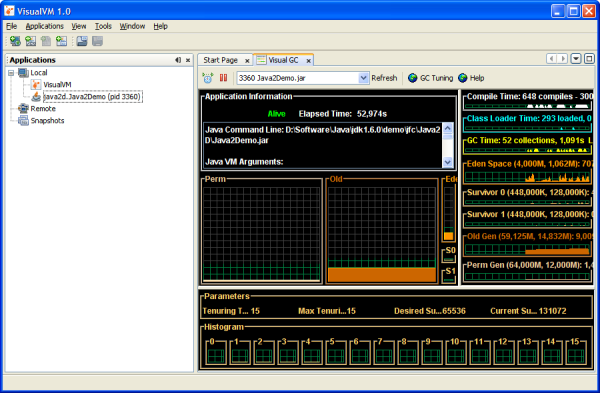 VisualVM 1.0
File Applications View Tools Window Help
Applications
Local
VisualVM
java2d.Java2Demo (pid 3360)
Remote
Snapshots
Start Page Visual GC
3360 Java2Demo.jar Refresh GC Tuning Help
Application Information
Alive Elapsed Time: 52,974s
Java Command Line: D:\Software\Java\jdk1.6.0\demo\jfc\Java2
D\Java2Demo.jar
Java VM Arguments:
Perm
Old
Ede
S0
S1
Compile Time: 648 compiles - 300
Class Loader Time: 293 loaded, 0
GC Time: 52 collections, 1,091s L
Eden Space (4,000M, 1,062M): 707
Survivor 0 (448,000K, 128,000K): 4
Survivor 1 (448,000K, 128,000K): 0
Old Gen (59,125M, 14,832M): 9,00
Perm Gen (64,000M, 12,000M): 1,4
Parameters
Tenuring T... 15 Max Tenuri... 15 Desired Su... 65536 Current Su... 131072
Histogram
0 1 2 3 4 5 6 7 8 9 10 11 12 13 14 15